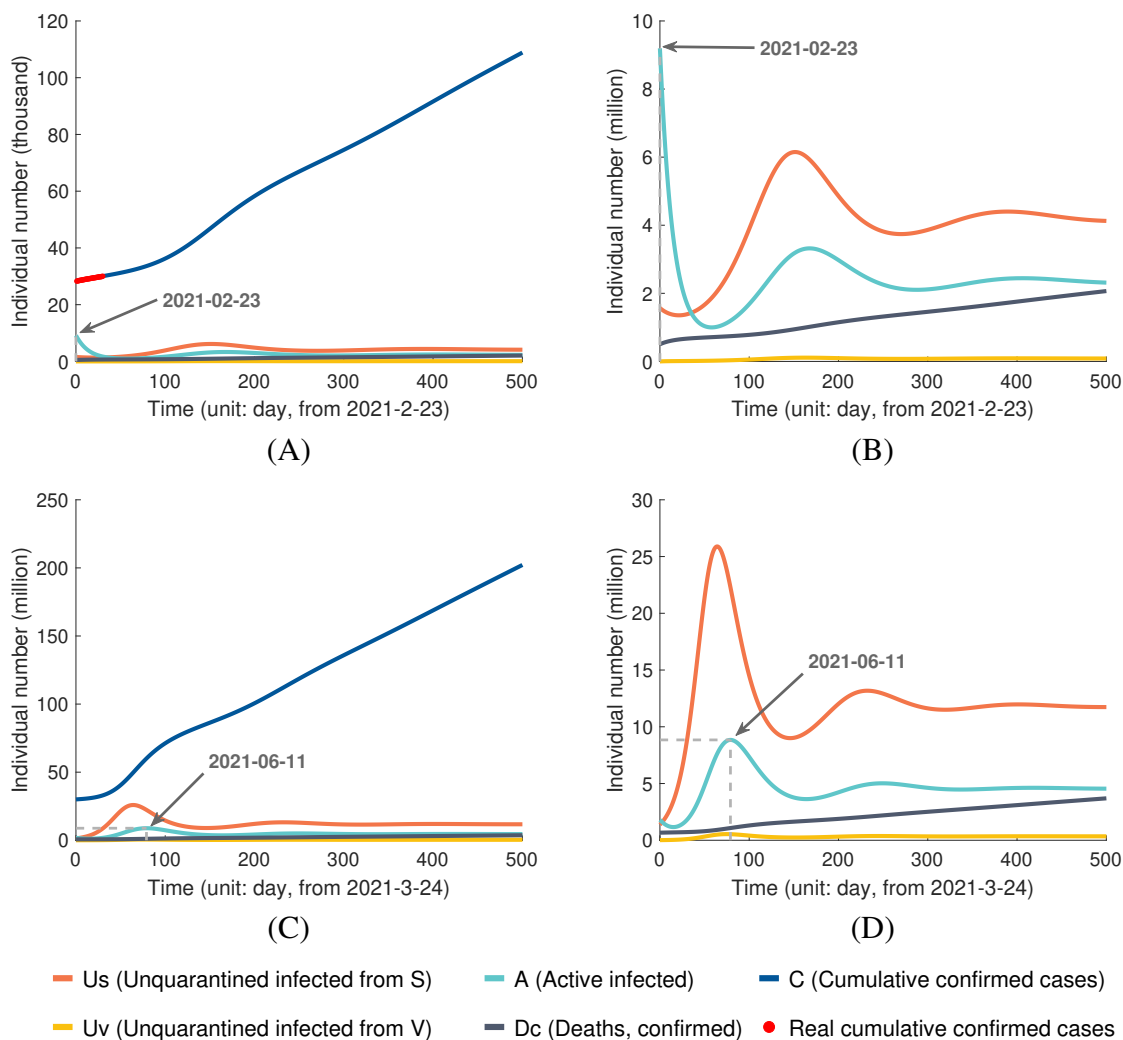 120
100
80
60
40
20
0
Individual number (thousand)
2021-02-23
0 100 200 300 400 500
Time (unit: day, from 2021-2-23)
(A)
10
8
6
4
2
0
Individual number (million)
2021-02-23
0 100 200 300 400 500
Time (unit: day, from 2021-2-23)
(B)
250
200
150
100
50
0
Individual number (million)
2021-06-11
0 100 200 300 400 500
Time (unit: day, from 2021-3-24)
(C)
30
25
20
15
10
5
0
Individual number (million)
2021-06-11
0 100 200 300 400 500
Time (unit: day, from 2021-3-24)
(D)
Us (Unquarantined infected from S) A (Active infected) C (Cumulative confirmed cases)
Uv (Unquarantined infected from V) Dc (Deaths, confirmed) Real cumulative confirmed cases